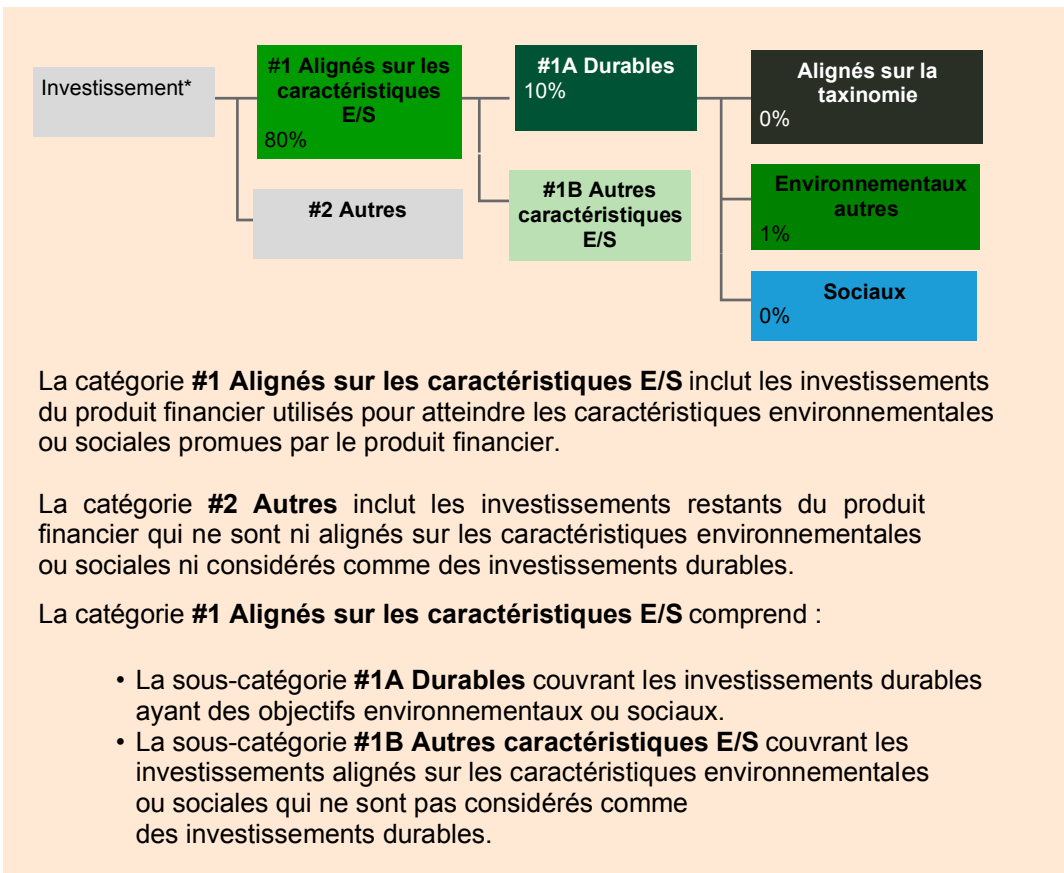 Investissement*
#1 Alignés sur les
caractéristiques
E/S
80%
#2 Autres
#1A Durables
10%
#1B Autres
caractéristiques
E/S
Alignés sur la
taxinomie
0%
Environnementaux
autres
1%
Sociaux
0%
La catégorie #1 Alignés sur les caractéristiques E/S inclut les investissements
du produit financier utilisés pour atteindre les caractéristiques environnementales
ou sociales promues par le produit financier.
La catégorie #2 Autres inclut les investissements restants du produit
financier qui ne sont ni alignés sur les caractéristiques environnementales
ou sociales ni considérés comme des investissements durables.
La catégorie #1 Alignés sur les caractéristiques E/S comprend :
• La sous-catégorie #1A Durables couvrant les investissements durables
ayant des objectifs environnementaux ou sociaux.
• La sous-catégorie #1B Autres caractéristiques E/S couvrant les
investissements alignés sur les caractéristiques environnementales
ou sociales qui ne sont pas considérés comme
des investissements durables.